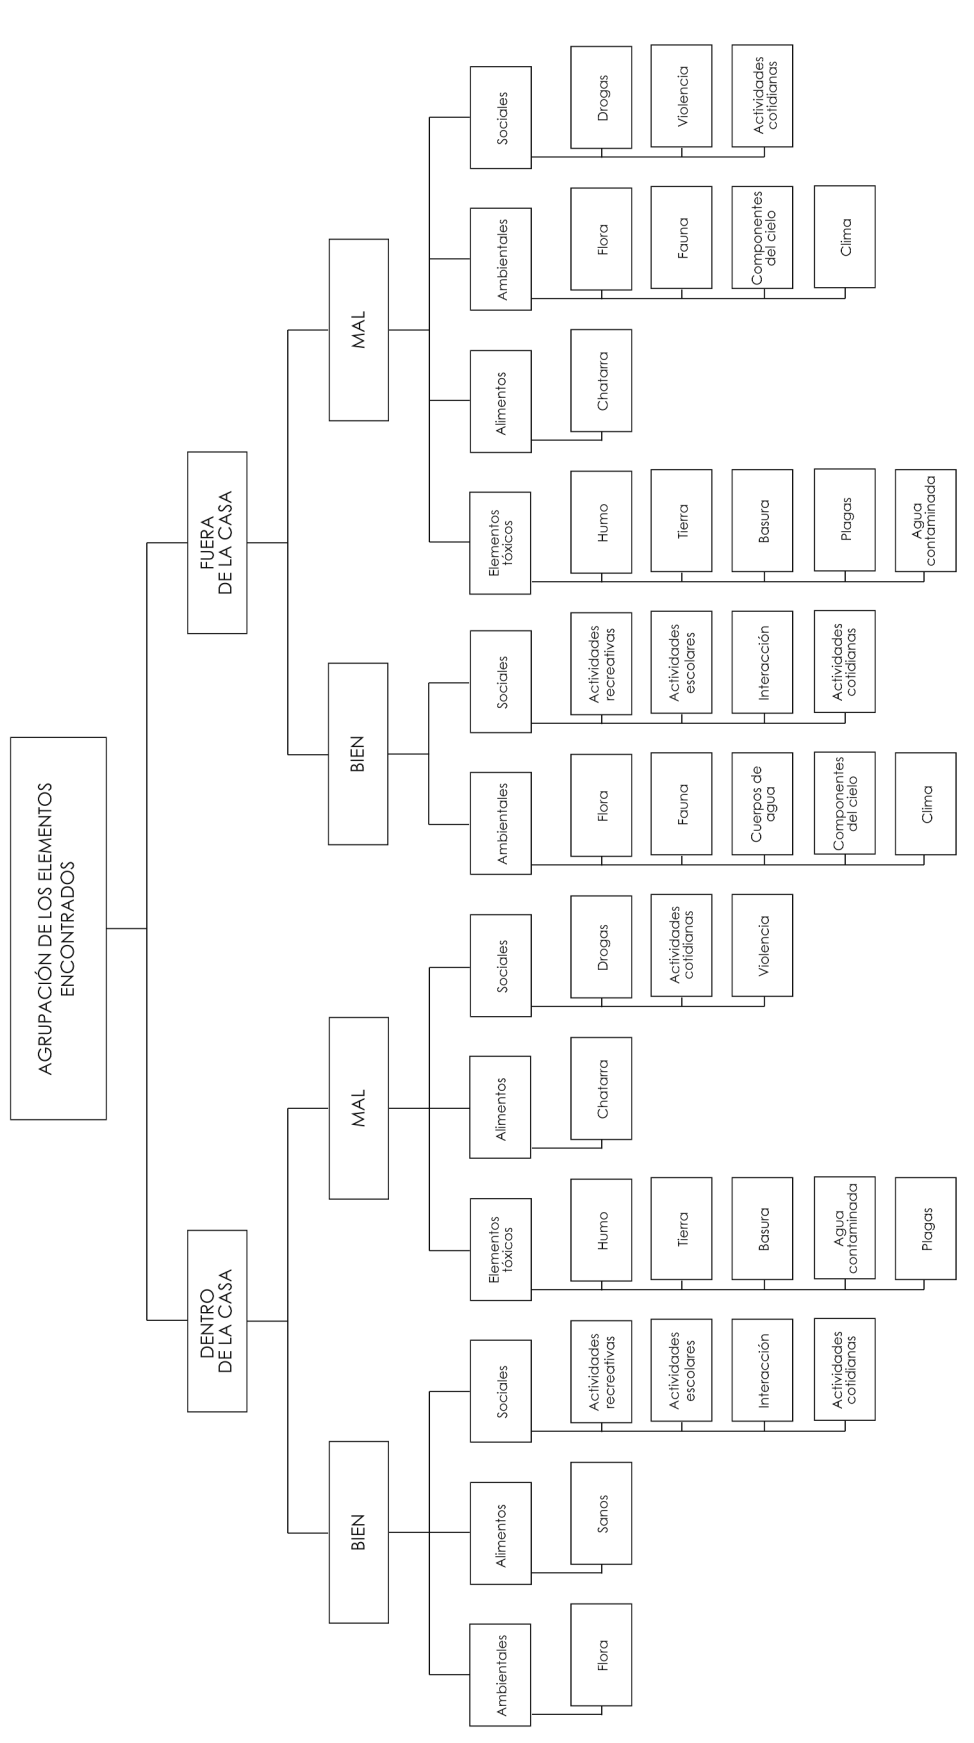 AGRUPACIÓN DE LOS ELEMENTOS
ENCONTRADOS
DENTRO
DE LA CASA
FUERA
DE LA CASA
BIEN
MAL
BIEN
MAL
Ambientales
Flora
Alimentos
Sanos
Sociales
Actividades
recreativas
Actividades
escolares
Interacción
Actividades
cotidianas
Elementos
tóxicos
Humo
Tierra
Basura
Agua
contaminada
Plagas
Alimentos
Chatarra
Sociales
Drogas
Actividades
cotidianas
Violencia
Ambientales
Flora
Fauna
Cuerpos de
agua
Componentes
del cielo
Clima
Sociales
Actividades
recreativas
Actividades
escolares
Interacción
Actividades
cotidianas
Elementos
tóxicos
Humo
Tierra
Basura
Plagas
Agua
contaminada
Alimentos
Chatarra
Ambientales
Flora
Fauna
Componentes
del cielo
Clima
Sociales
Drogas
Violencia
Actividades
cotidianas